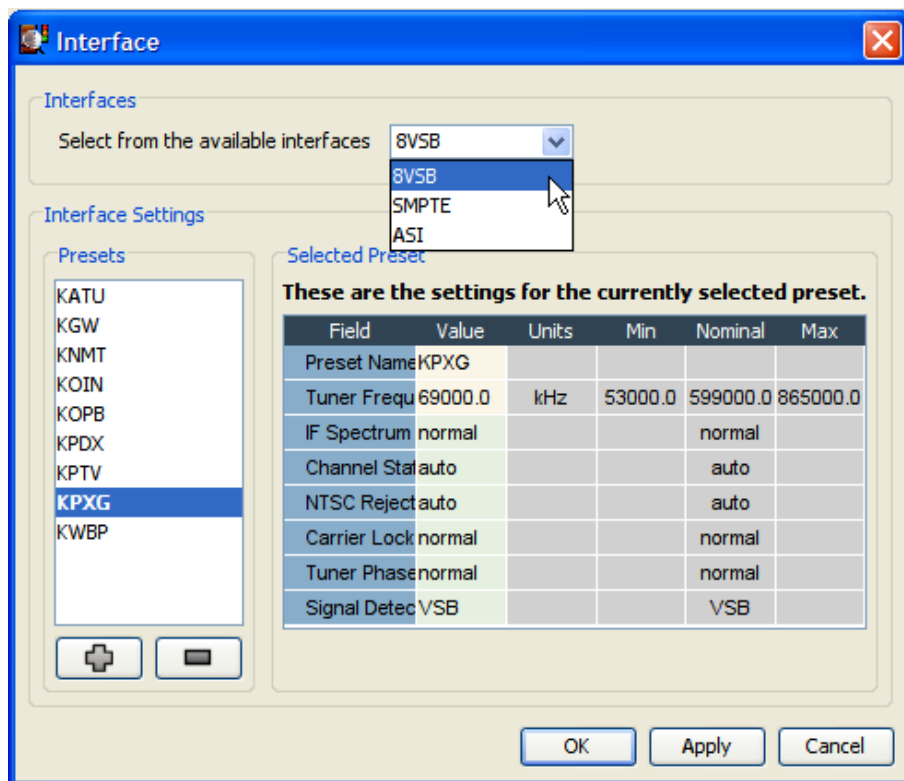 Interface
Interfaces
Select from the available interfaces 8VSB
8VSB
SMPTE
ASI
Interface Settings
Presets
KATU
KGW
KNMT
KOIN
KOPB
KPDX
KPTV
KPXG
KWBP
Selected Preset
These are the settings for the currently selected preset.
Field Value Units Min Nominal Max
Preset Name KPXG
Tuner Frequ 69000.0 kHz 53000.0 599000.0 865000.0
IF Spectrum normal normal
Channel Stat auto auto
NTSC Reject auto auto
Carrier Lock normal normal
Tuner Phase normal normal
Signal Detec VSB VSB
OK Apply Cancel